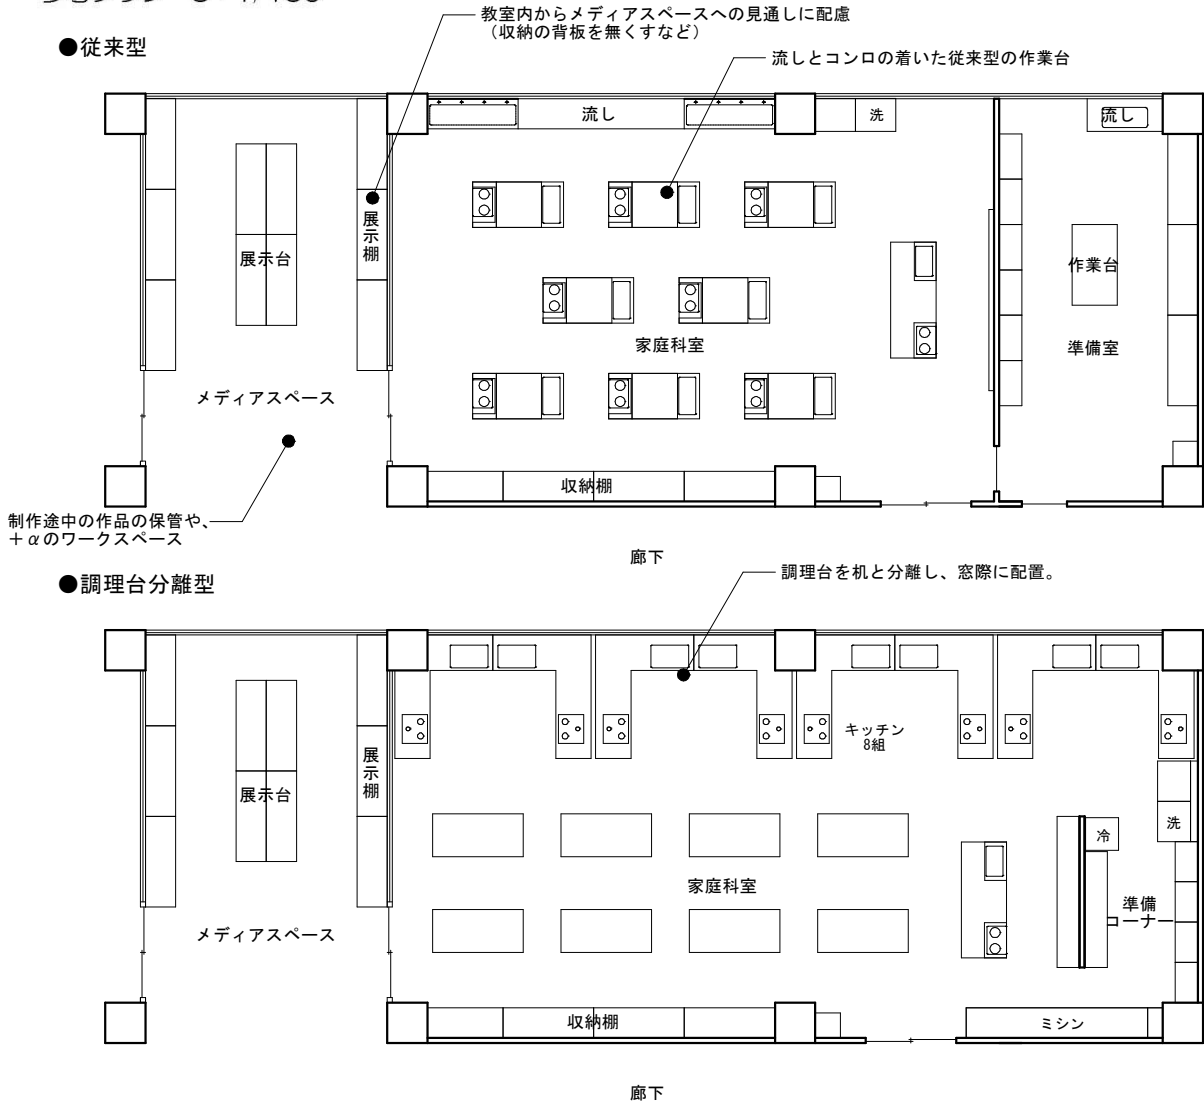 教室内からメディアスペースへの見通しに配慮
（収納の背板を無くすなど）
●従来型
流しとコンロの着いた従来型の作業台
流し
洗
流し
展示棚
展示台
作業台
家庭科室
準備室
メディアスペース
収納棚
制作途中の作品の保管や、
＋αのワークスペース
廊下
●調理台分離型
調理台を机と分離し、窓際に配置。
キッチン
8組
展示棚
展示台
洗
冷
家庭科室
準備
コーナー
メディアスペース
収納棚
ミシン
廊下